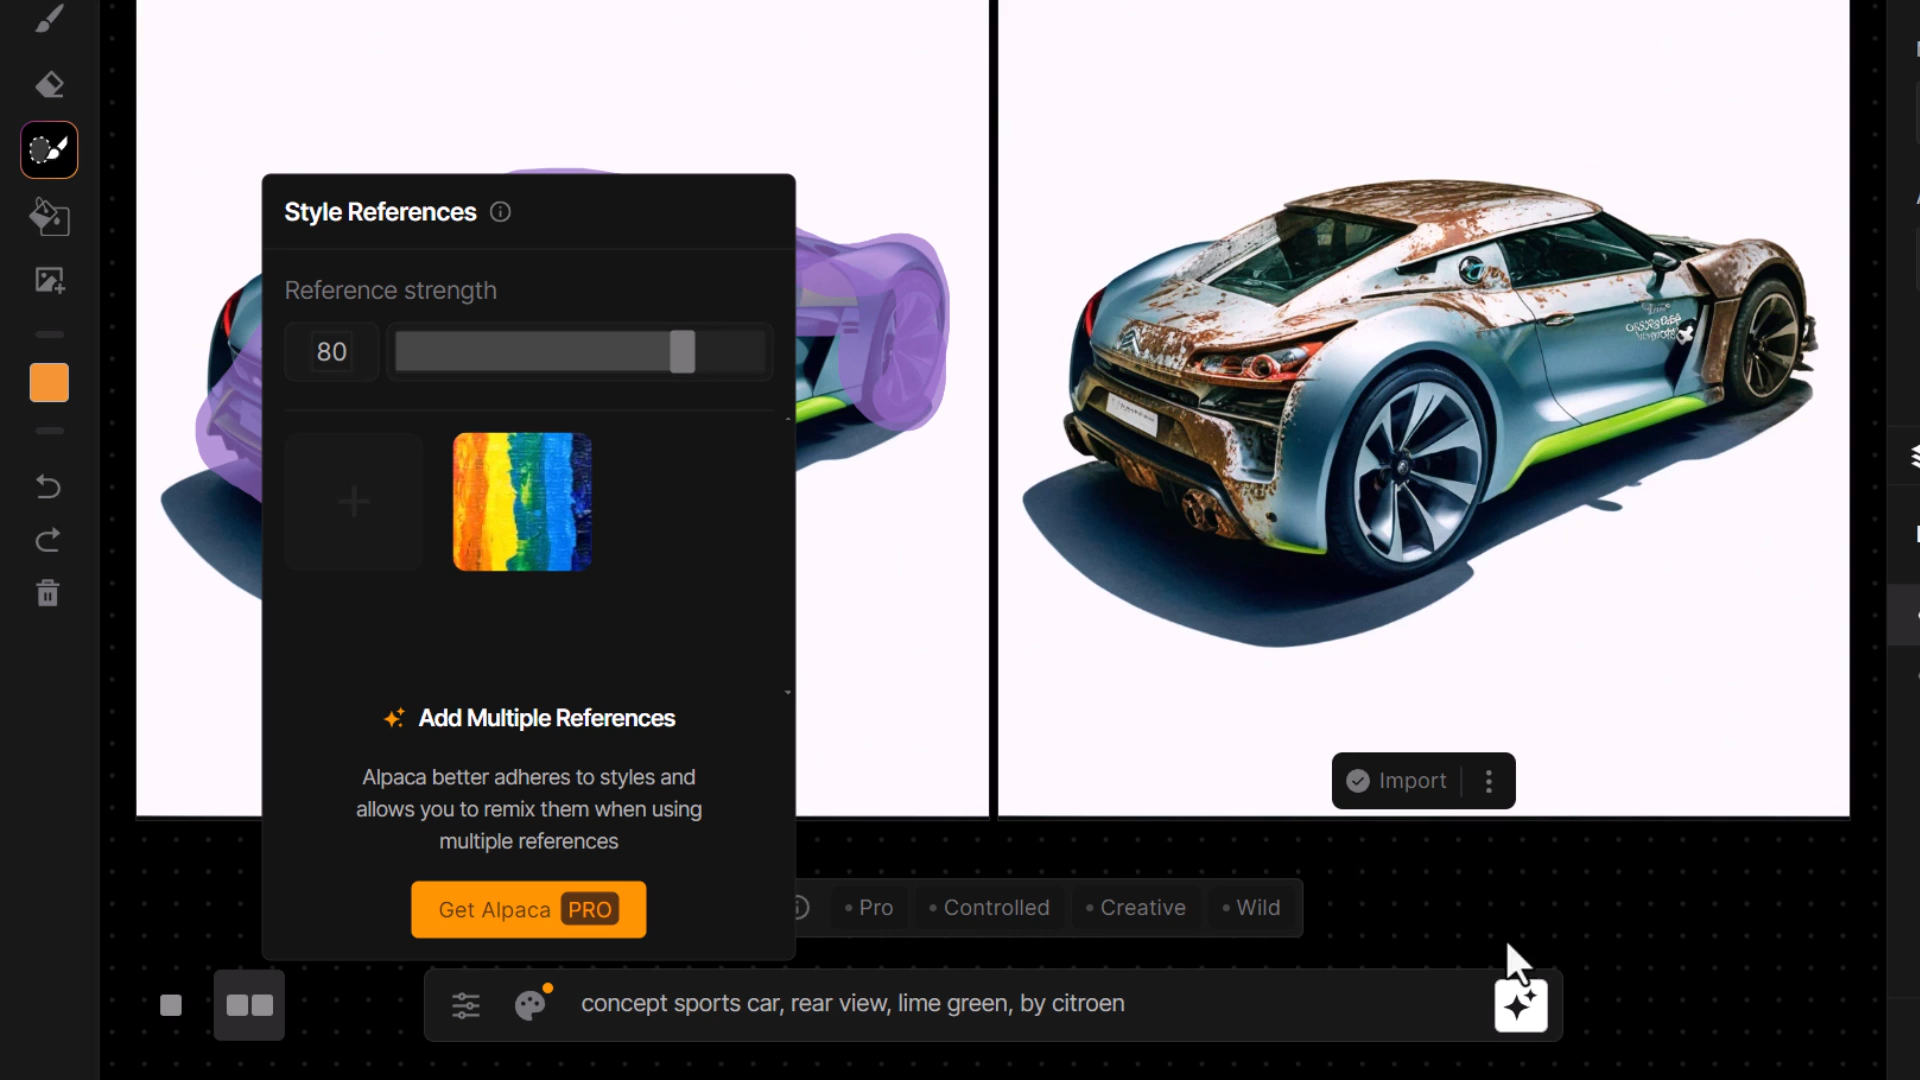 Style References
Reference strength
80
Add Multiple References
Alpaca better adheres to styles and
allows you to remix them when using
multiple references
Get Alpaca PRO
Import
• Pro
• Controlled
• Creative
• Wild
concept sports car, rear view, lime green, by citroen